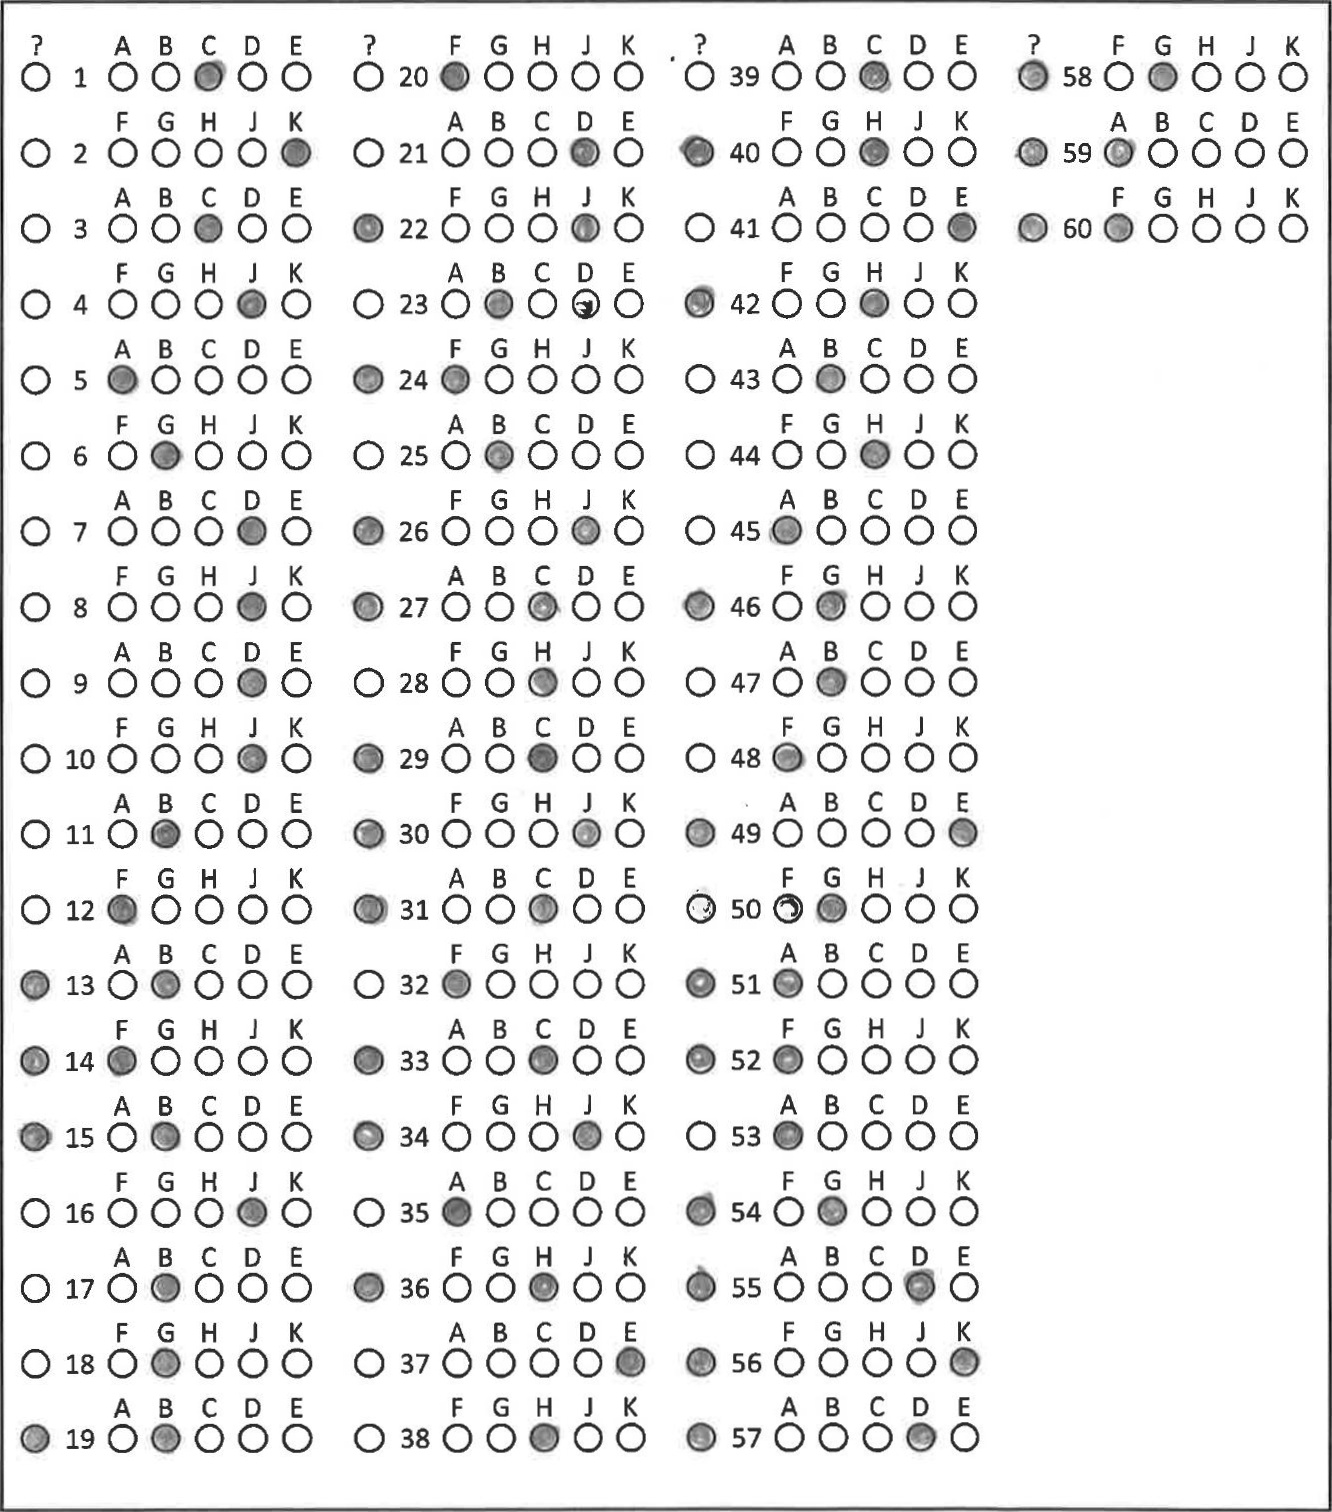 ? A B C D E
1
F G H J K
2
A B C D E
3
F G H J K
4
A B C D E
5
F G H J K
6
A B C D E
7
F G H J K
8
A B C D E
9
F G H J K
10
A B C D E
11
F G H J K
12
A B C D E
13
F G H J K
14
A B C D E
15
F G H J K
16
A B C D E
17
F G H J K
18
A B C D E
19
? F G H J K
20
A B C D E
21
F G H J K
22
A B C D E
23
F G H J K
24
A B C D E
25
F G H J K
26
A B C D E
27
F G H J K
28
A B C D E
29
F G H J K
30
A B C D E
31
F G H J K
32
A B C D E
33
F G H J K
34
A B C D E
35
F G H J K
36
A B C D E
37
F G H J K
38
? A B C D E
39
F G H J K
40
A B C D E
41
F G H J K
42
A B C D E
43
F G H J K
44
A B C D E
45
F G H J K
46
A B C D E
47
F G H J K
48
A B C D E
49
F G H J K
50
A B C D E
51
F G H J K
52
A B C D E
53
F G H J K
54
A B C D E
55
F G H J K
56
A B C D E
57
? F G H J K
58
A B C D E
59
F G H J K
60